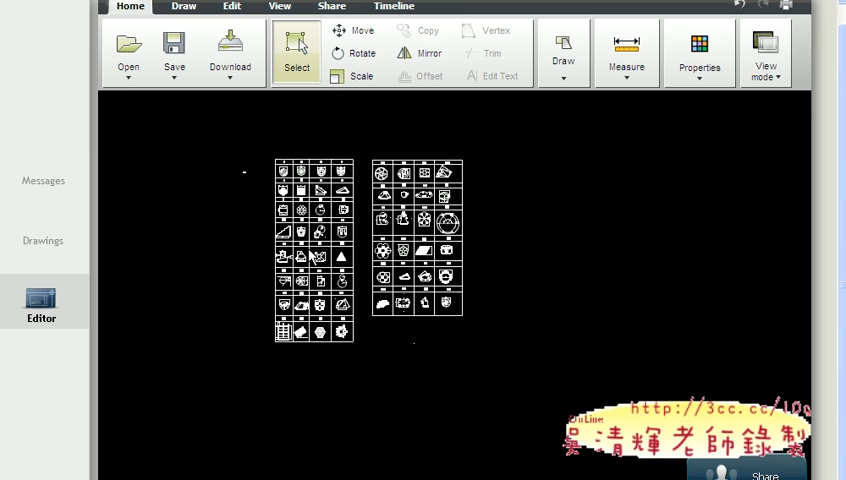 Home Draw Edit View Share Timeline
Move Copy Vertex
Open Save Download Select Rotate Mirror Trim Draw Measure Properties View mode
Scale Offset Edit Text
Messages
Drawings
Editor
http://3cc.cc/10q
OnLine
吳清輝老師錄製
Share